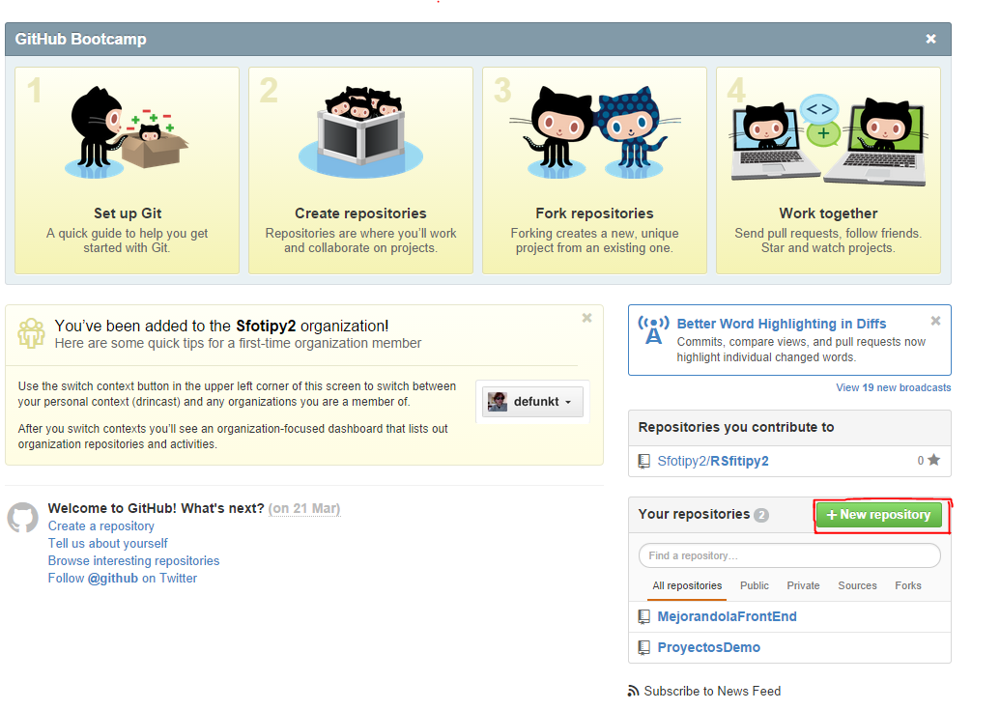 GitHub Bootcamp
1
Set up Git
A quick guide to help you get
started with Git.
2
Create repositories
Repositories are where you'll work
and collaborate on projects.
3
Fork repositories
Forking creates a new, unique
project from an existing one.
4
Work together
Send pull requests, follow friends.
Star and watch projects.
You've been added to the Sfotipy2 organization!
Here are some quick tips for a first-time organization member
Use the switch context button in the upper left corner of this screen to switch between
your personal context (drincast) and any organizations you are a member of.
After you switch contexts you'll see an organization-focused dashboard that lists out
organization repositories and activities.
defunkt
Welcome to GitHub! What's next? (on 21 Mar)
Create a repository
Tell us about yourself
Browse interesting repositories
Follow @github on Twitter
Better Word Highlighting in Diffs
Commits, compare views, and pull requests now
highlight individual changed words.
View 19 new broadcasts
Repositories you contribute to
Sfotipy2/RSfitipy2 0
Your repositories 2 + New repository
Find a repository...
All repositories Public Private Sources Forks
MejorandolaFrontEnd
ProyectosDemo
Subscribe to News Feed